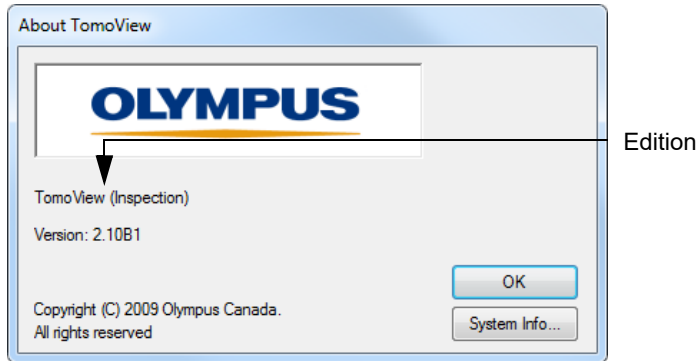 About TomoView
OLYMPUS
Edition
TomoView (Inspection)
Version: 2.10B1
OK
Copyright (C) 2009 Olympus Canada.
All rights reserved
System Info...